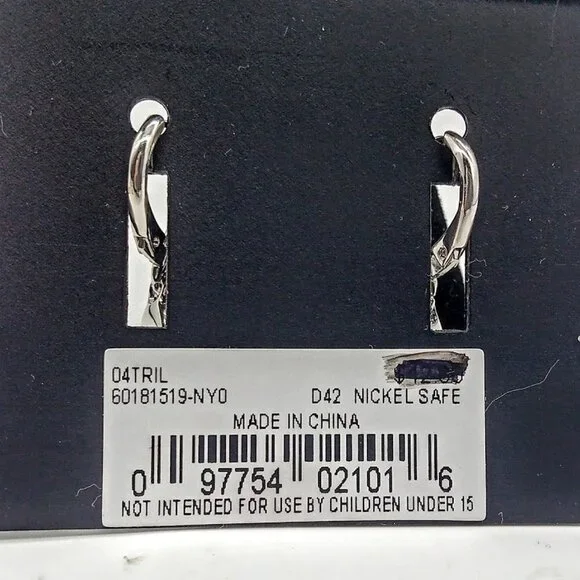 04TRIL
60181519-NY0 D42 NICKEL SAFE
MADE IN CHINA
0 97754 02101 6
NOT INTENDED FOR USE BY CHILDREN UNDER 15